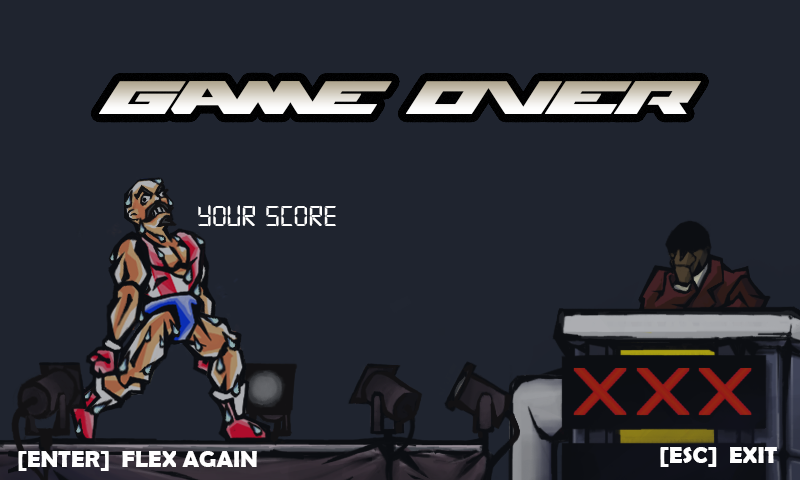 GAME OVER
YOUR SCORE
XXX
[ENTER] FLEX AGAIN
[ESC] EXIT